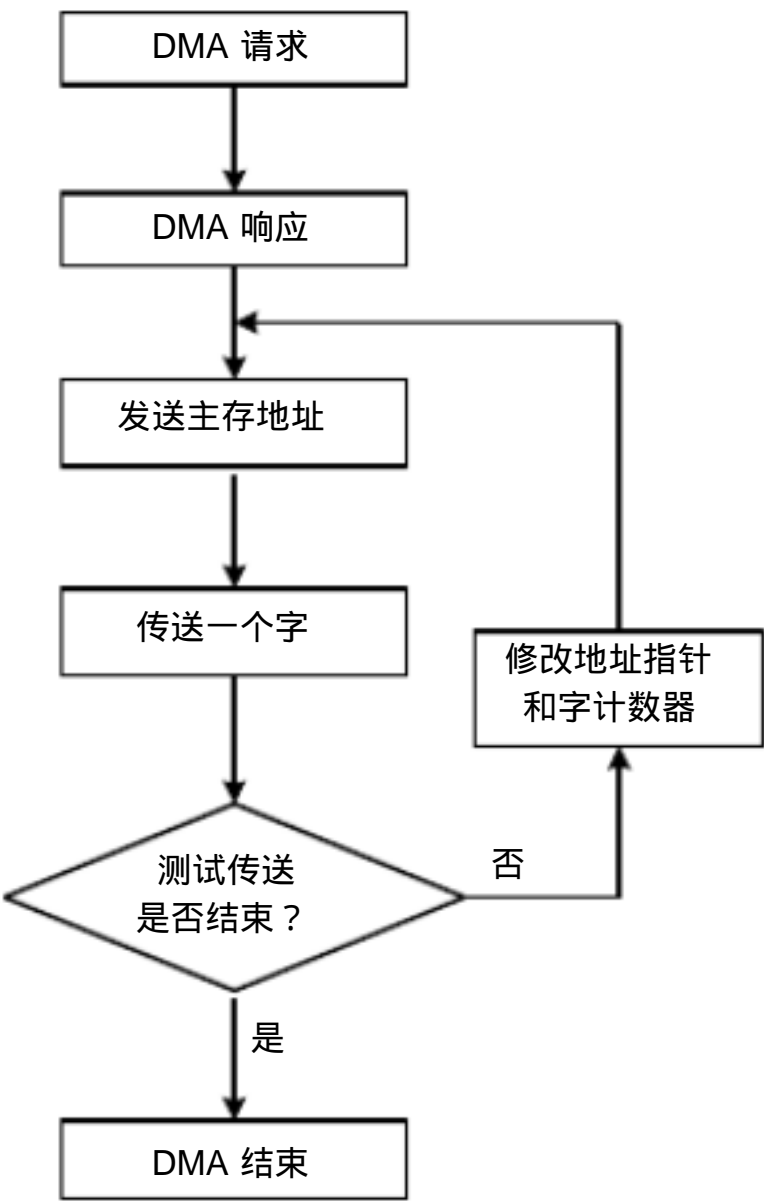 DMA 请求
DMA 响应
发送主存地址
传送一个字
修改地址指针
和字计数器
测试传送
是否结束？
否
是
DMA 结束